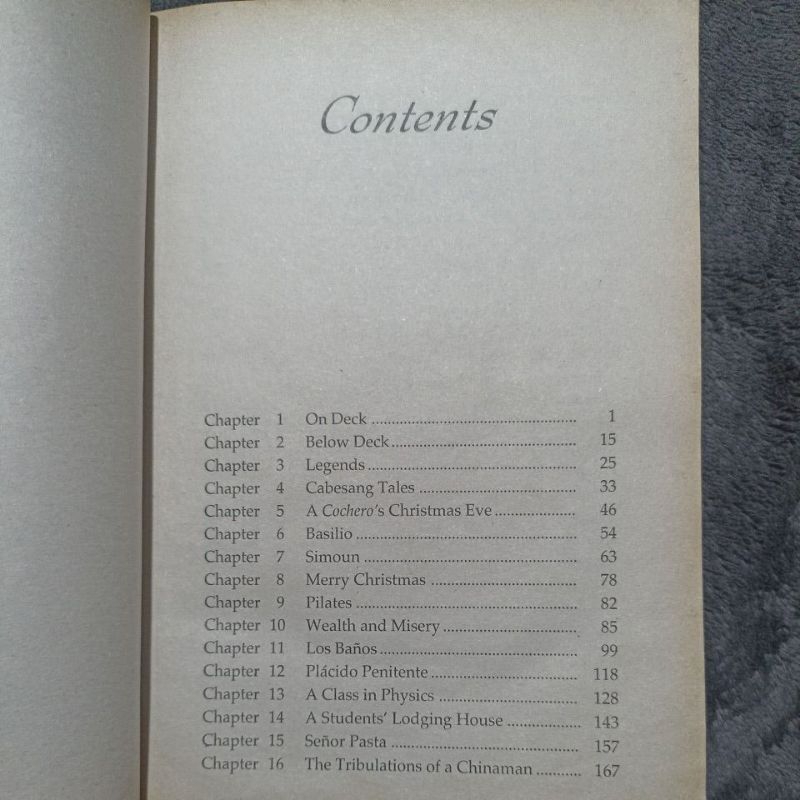 Contents
Chapter 1 On Deck ........................................ 1
Chapter 2 Below Deck ........................................ 15
Chapter 3 Legends ........................................ 25
Chapter 4 Cabesang Tales ........................................ 33
Chapter 5 A Cochero's Christmas Eve ........................................ 46
Chapter 6 Basilio ........................................ 54
Chapter 7 Simoun ........................................ 63
Chapter 8 Merry Christmas ........................................ 78
Chapter 9 Pilates ........................................ 82
Chapter 10 Wealth and Misery ........................................ 85
Chapter 11 Los Baños ........................................ 99
Chapter 12 Plácido Penitente ........................................ 118
Chapter 13 A Class in Physics ........................................ 128
Chapter 14 A Students' Lodging House ........................................ 143
Chapter 15 Señor Pasta ........................................ 157
Chapter 16 The Tribulations of a Chinaman ........................................ 167